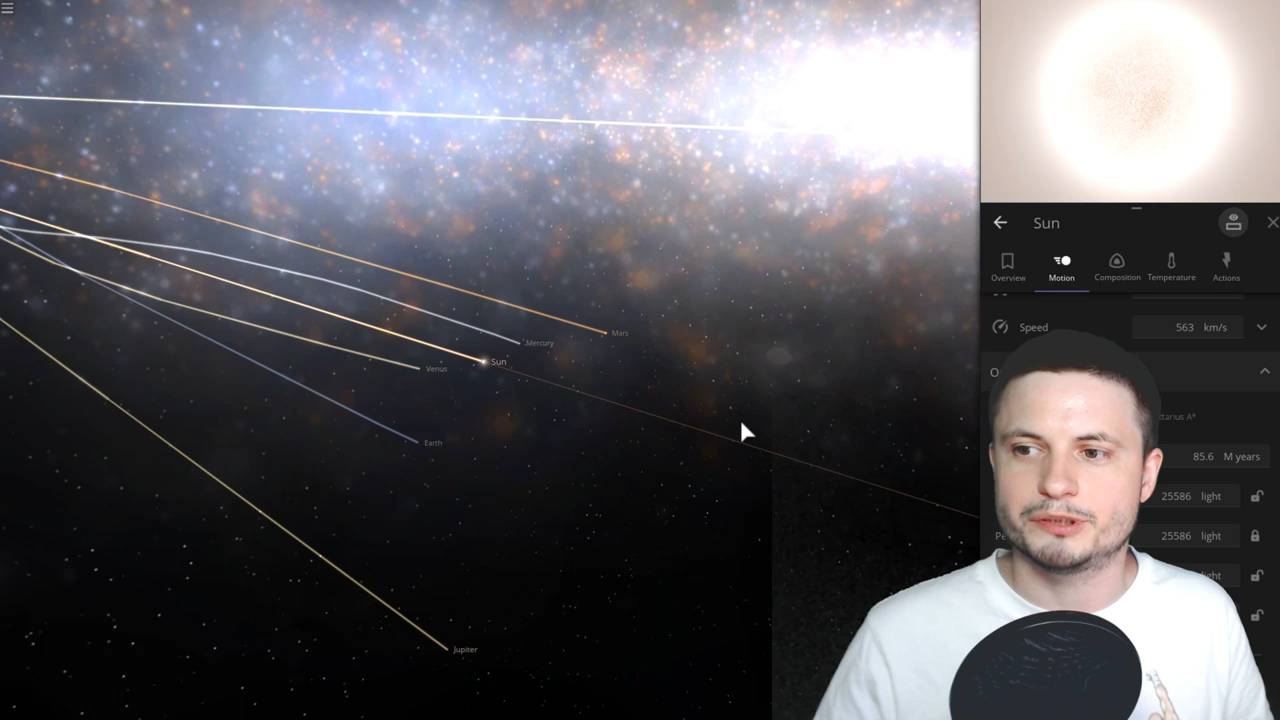 Sun
Overview
Motion
Composition
Temperature
Actions
Speed
563 km/s
85.6 M years
25586 light
25586 light
Mars
Mercury
Sun
Venus
Earth
Jupiter